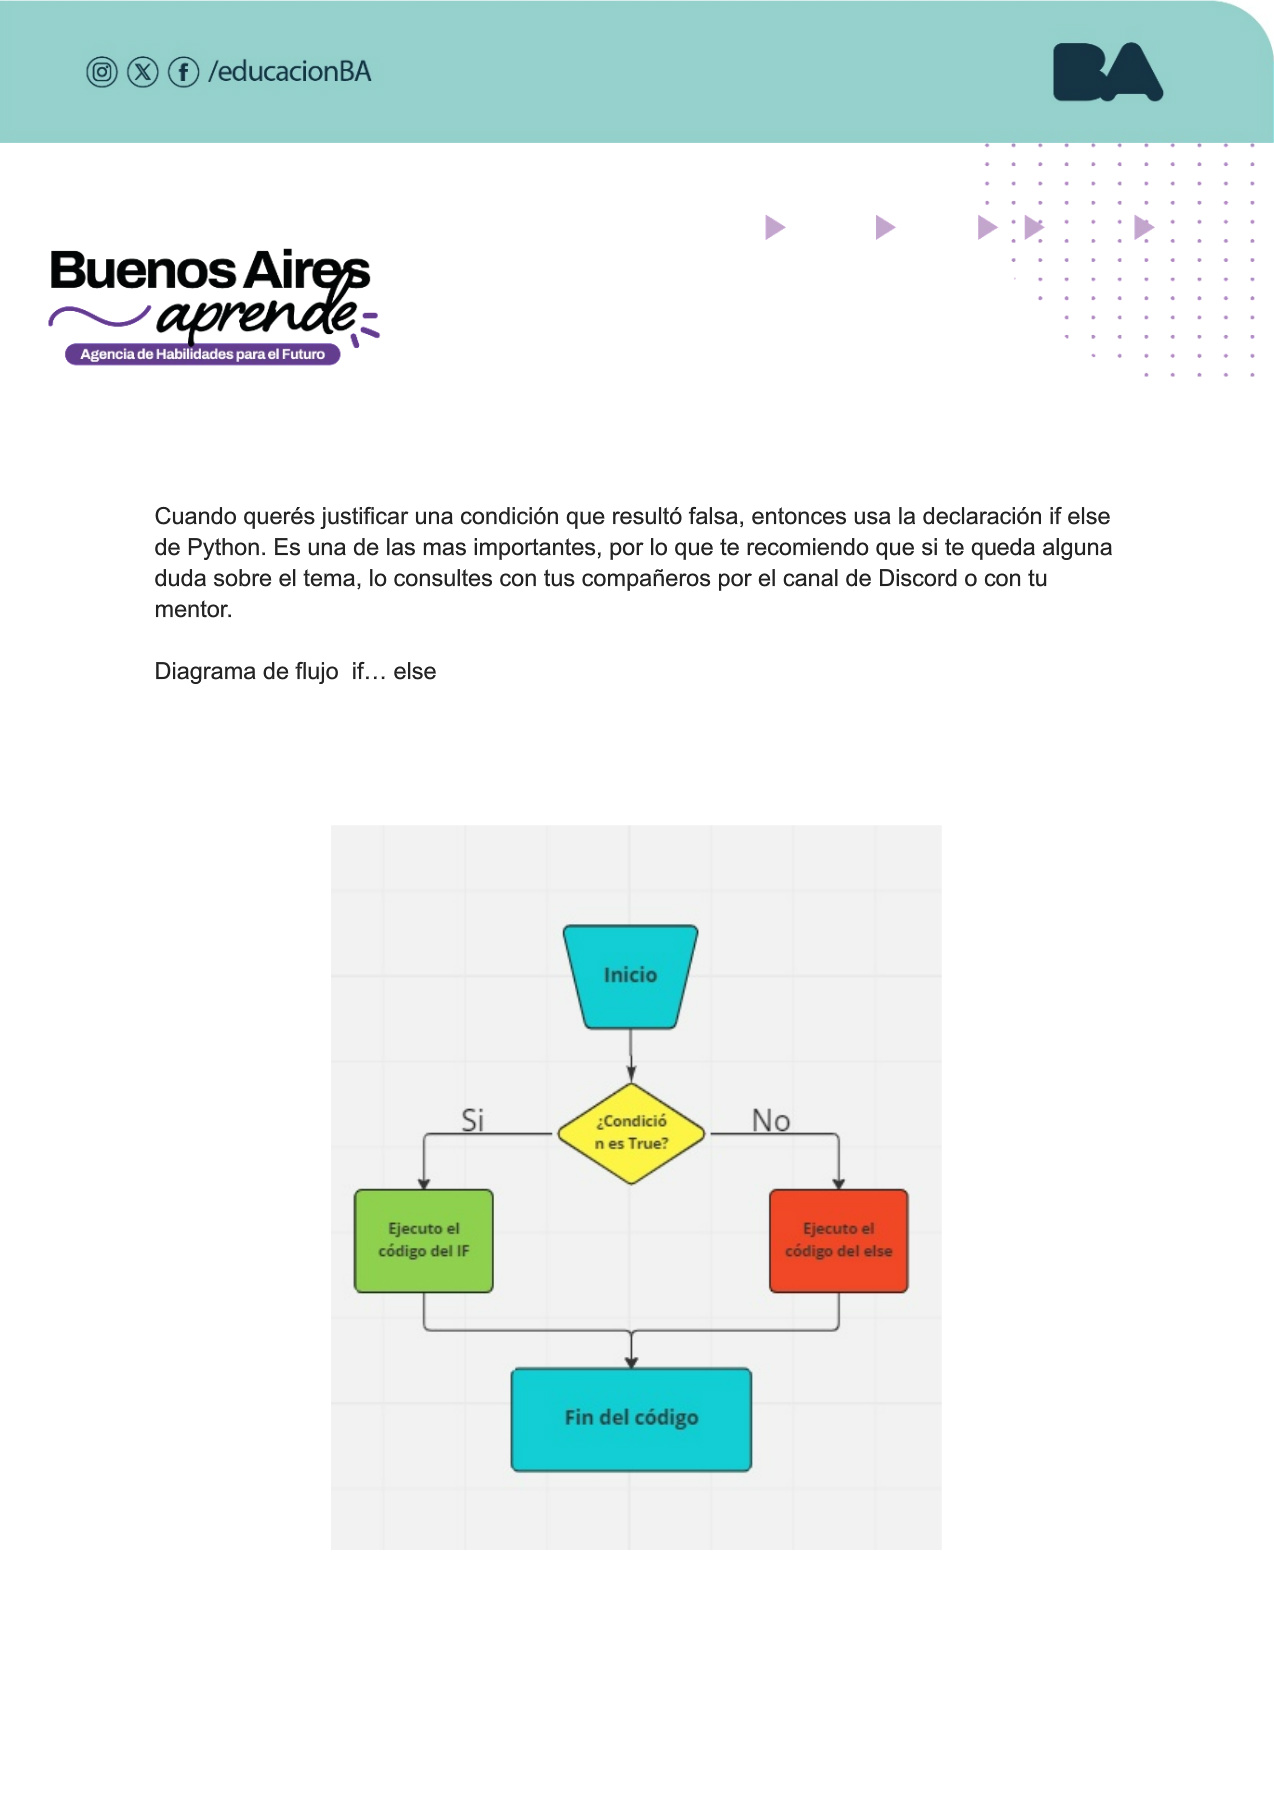 /educacionBA
BA
Buenos Aires
aprende
Agencia de Habilidades para el Futuro
Cuando querés justificar una condición que resultó falsa, entonces usa la declaración if else
de Python. Es una de las mas importantes, por lo que te recomiendo que si te queda alguna
duda sobre el tema, lo consultes con tus compañeros por el canal de Discord o con tu
mentor.
Diagrama de flujo  if… else
Inicio
Si
¿Condició
n es True?
No
Ejecuto el
código del IF
Ejecuto el
código del else
Fin del código